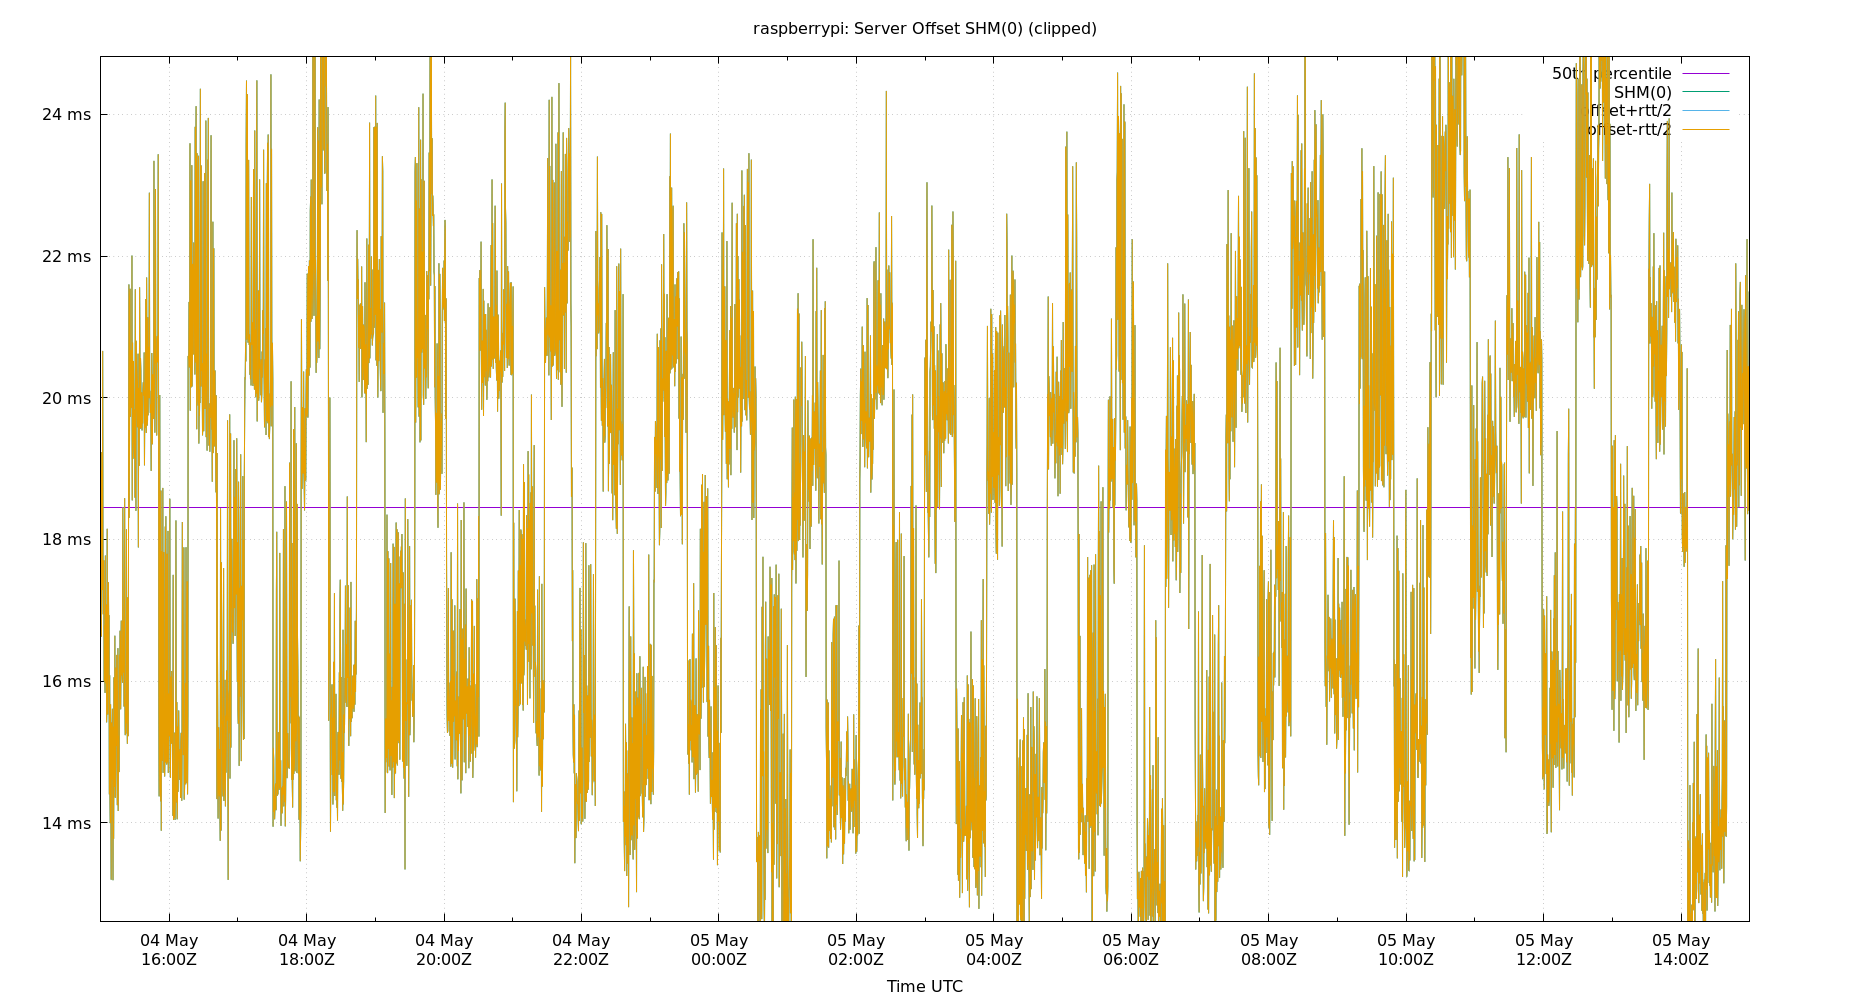 raspberrypi: Server Offset SHM(0) (clipped)
50th percentile
SHM(0)
offset+rtt/2
offset-rtt/2
24 ms
22 ms
20 ms
18 ms
16 ms
14 ms
04 May 04 May 04 May 04 May 05 May 05 May 05 May 05 May 05 May 05 May 05 May 05 May
16:00Z 18:00Z 20:00Z 22:00Z 00:00Z 02:00Z 04:00Z 06:00Z 08:00Z 10:00Z 12:00Z 14:00Z
Time UTC